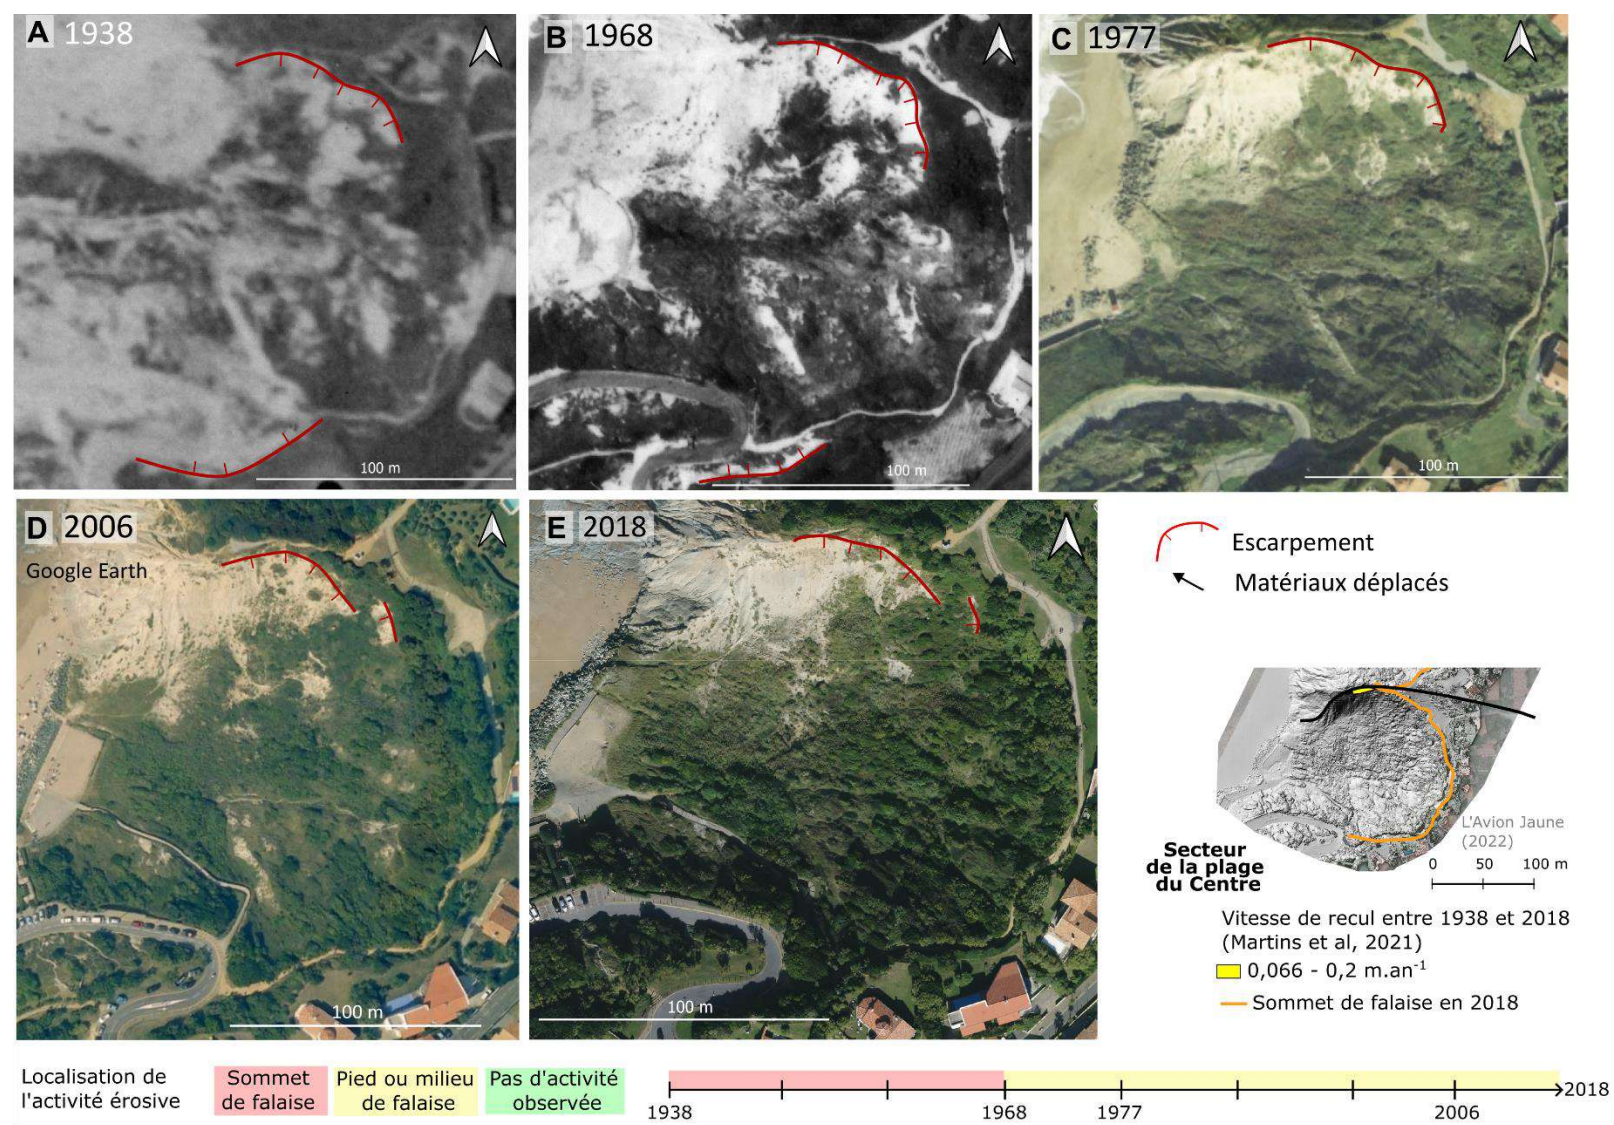 A 1938
B 1968
C 1977
100 m
100 m
100 m
D 2006
Google Earth
E 2018
100 m
100 m
Escarpement
Matériaux déplacés
L'Avion Jaune
(2022)
Secteur
de la plage
du Centre
0 50 100 m
Vitesse de recul entre 1938 et 2018
(Martins et al, 2021)
0,066 - 0,2 m.an-1
Sommet de falaise en 2018
Localisation de
l'activité érosive
Sommet
de falaise
Pied ou milieu
de falaise
Pas d'activité
observée
1938 1968 1977 2006 2018